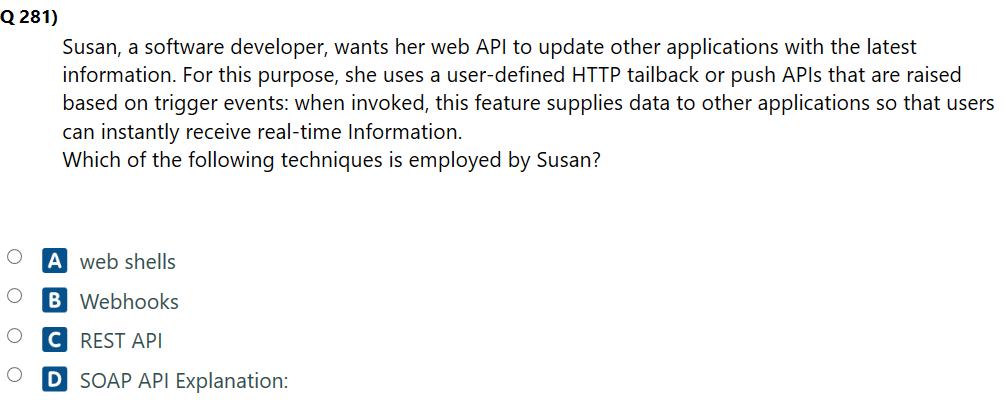 Q 281)
Susan, a software developer, wants her web API to update other applications with the latest
information. For this purpose, she uses a user-defined HTTP tailback or push APIs that are raised
based on trigger events: when invoked, this feature supplies data to other applications so that users
can instantly receive real-time Information.
Which of the following techniques is employed by Susan?
A web shells
B Webhooks
C REST API
D SOAP API Explanation: